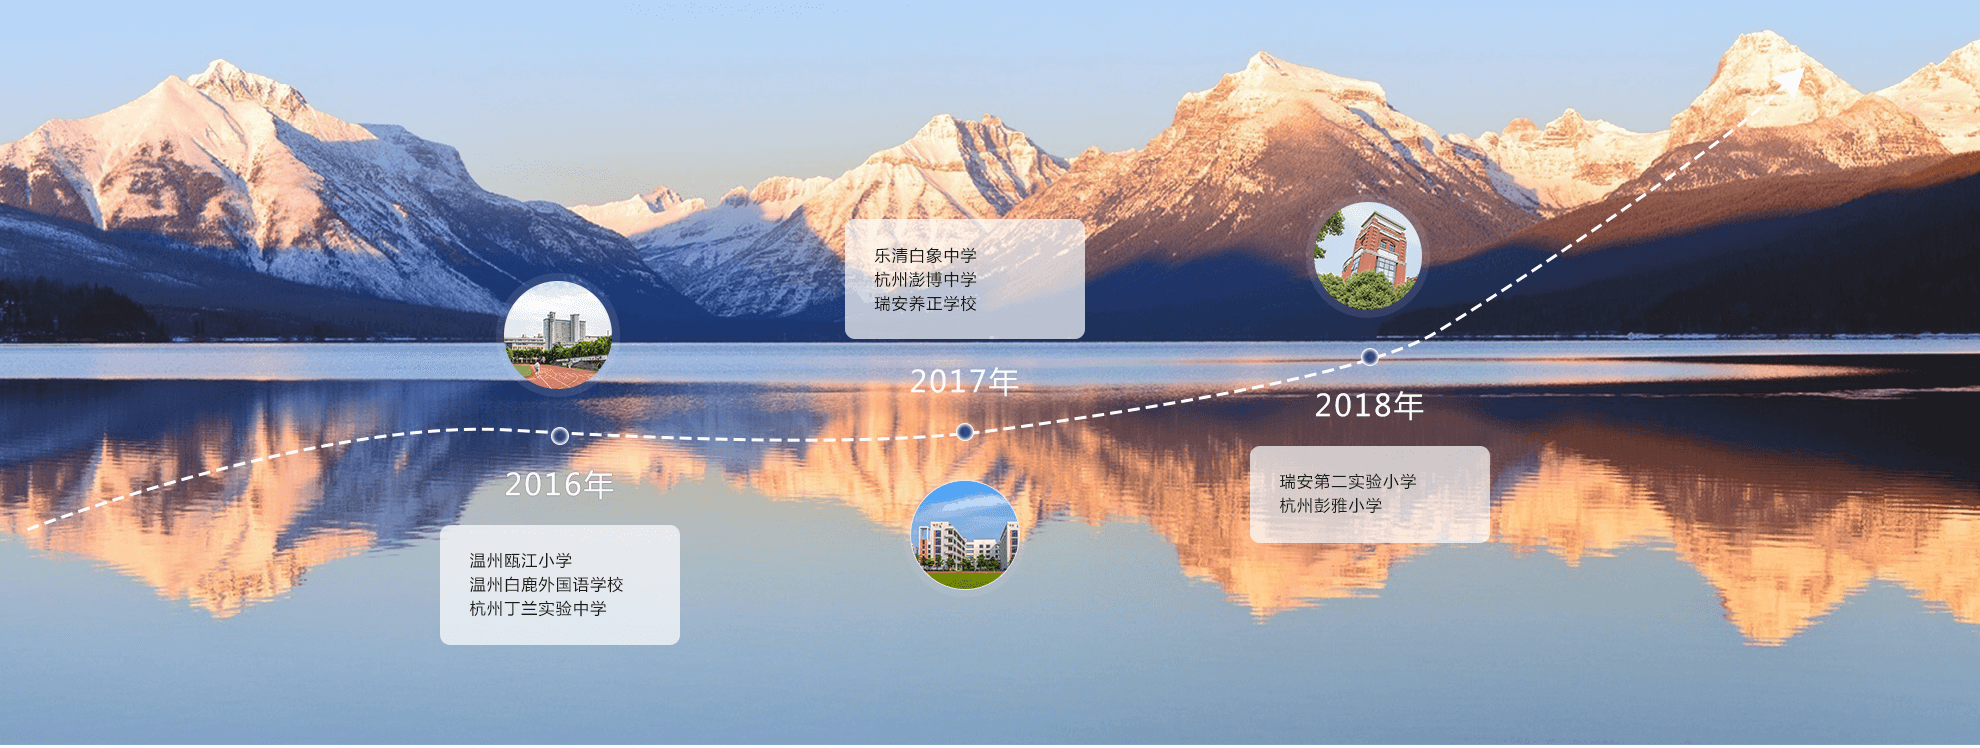 乐清白象中学
杭州澎博中学
瑞安养正学校
2017年
2018年
2016年
瑞安第二实验小学
杭州彭雅小学
温州瓯江小学
温州白鹿外国语学校
杭州丁兰实验中学